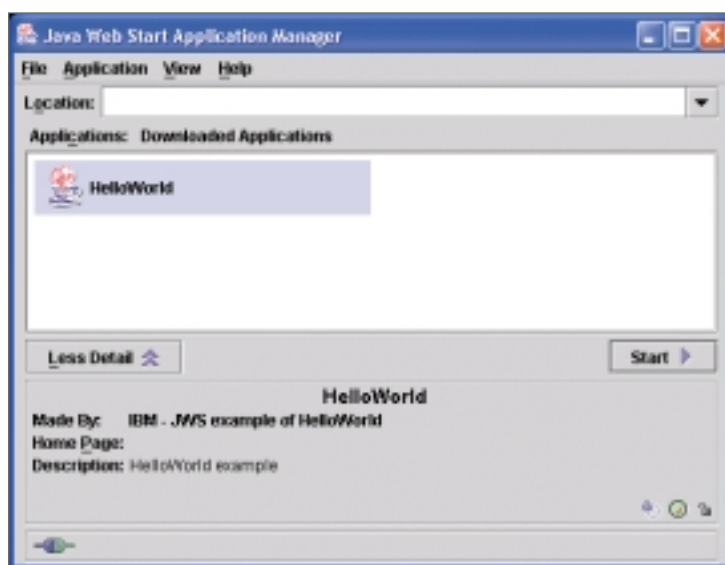 Java Web Start Application Manager
File Application View Help
Location:
Applications: Downloaded Applications
HelloWorld
Less Detail
Start
HelloWorld
Made By: IBM - JWS example of HelloWorld
Home Page:
Description: HelloWorld example